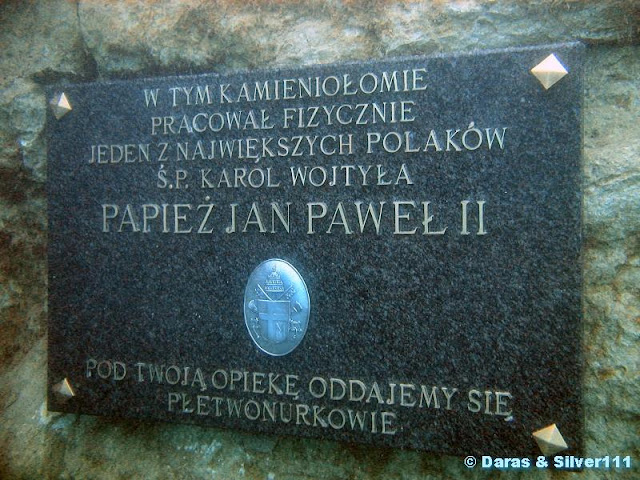 W TYM KAMIENIOŁOMIE
PRACOWAŁ FIZYCZNIE
JEDEN Z NAJWIĘKSZYCH POLAKÓW
Ś.P. KARÓL WOJTYŁA
PAPIEŻ JAN PAWEŁ II
POD TWOJĄ OPIEKĘ ODDAJEMY SIĘ
PŁETWONURKOWIE.
© Daras & Silver111